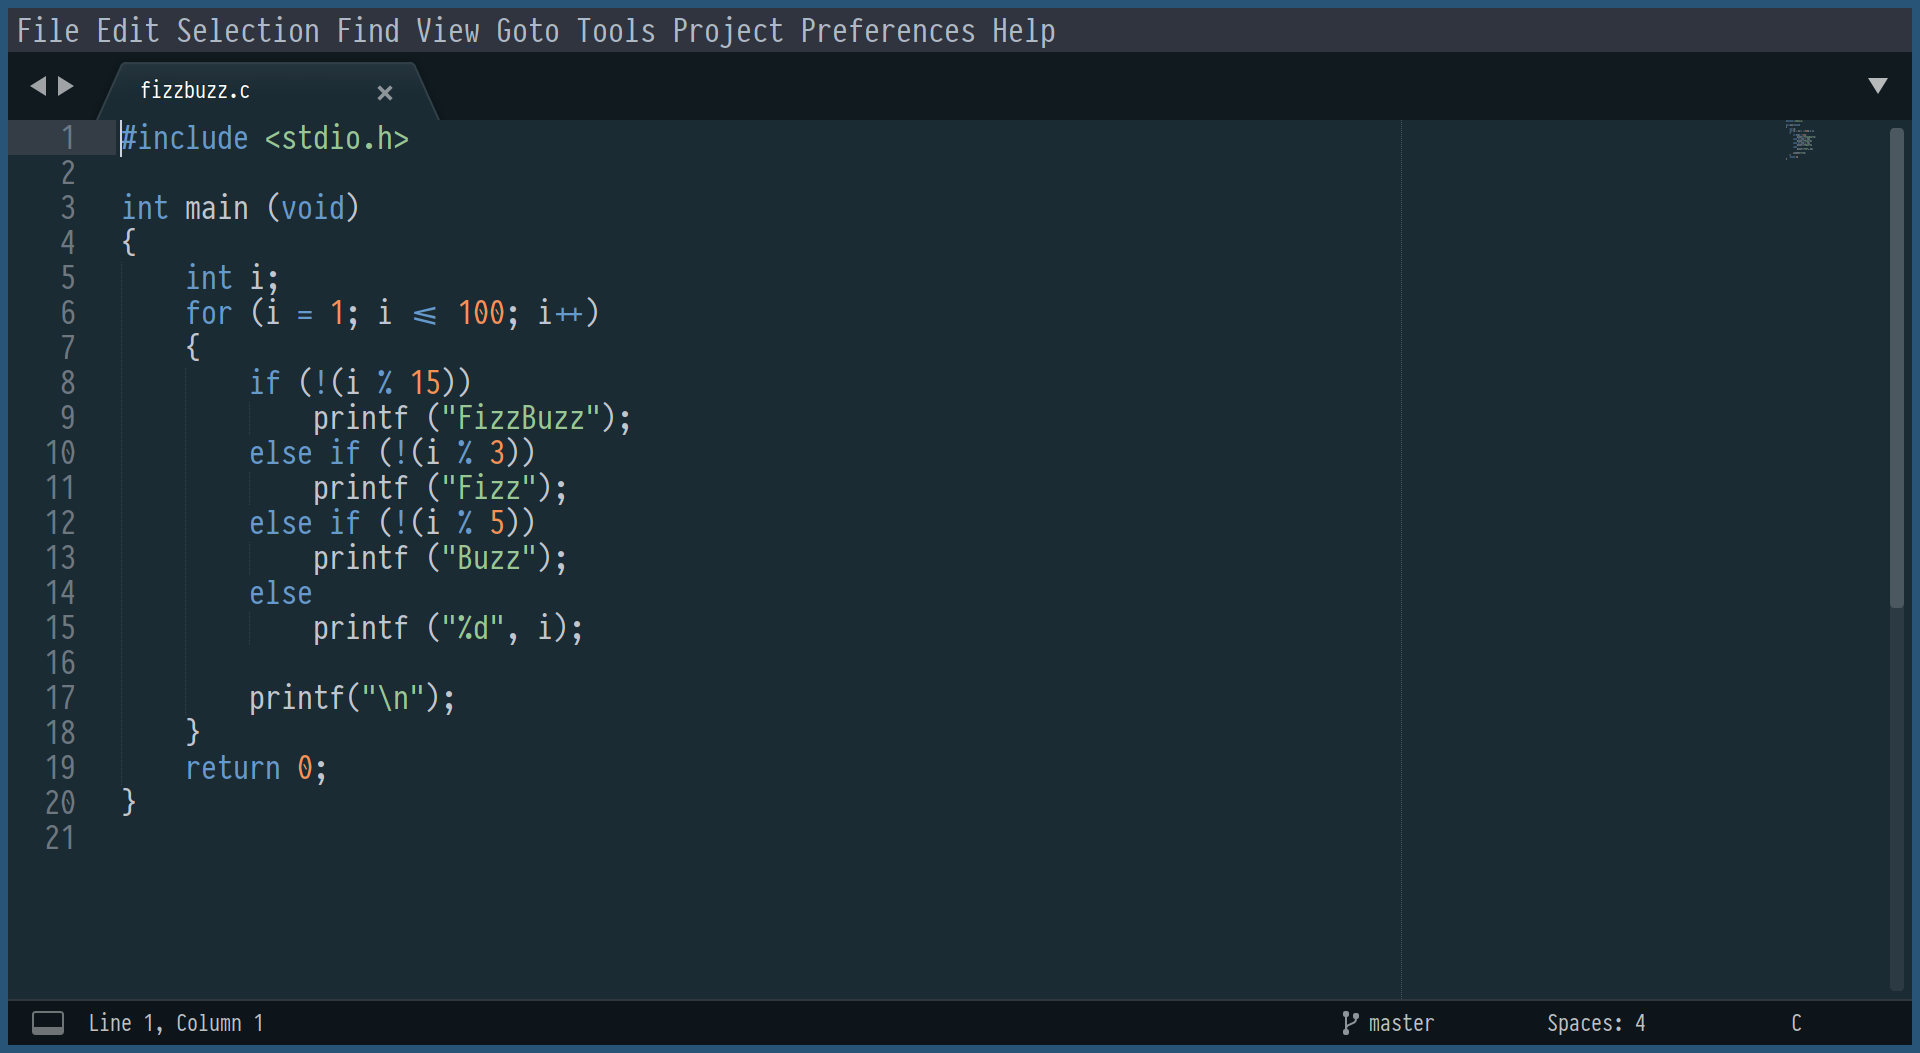 File Edit Selection Find View Goto Tools Project Preferences Help
fizzbuzz.c ×
1 #include <stdio.h>
2
3 int main (void)
4 {
5     int i;
6     for (i = 1; i <= 100; i++)
7     {
8         if (!(i % 15))
9             printf ("FizzBuzz");
10         else if (!(i % 3))
11             printf ("Fizz");
12         else if (!(i % 5))
13             printf ("Buzz");
14         else
15             printf ("%d", i);
16
17         printf("\n");
18     }
19     return 0;
20 }
21
Line 1, Column 1 master Spaces: 4 C